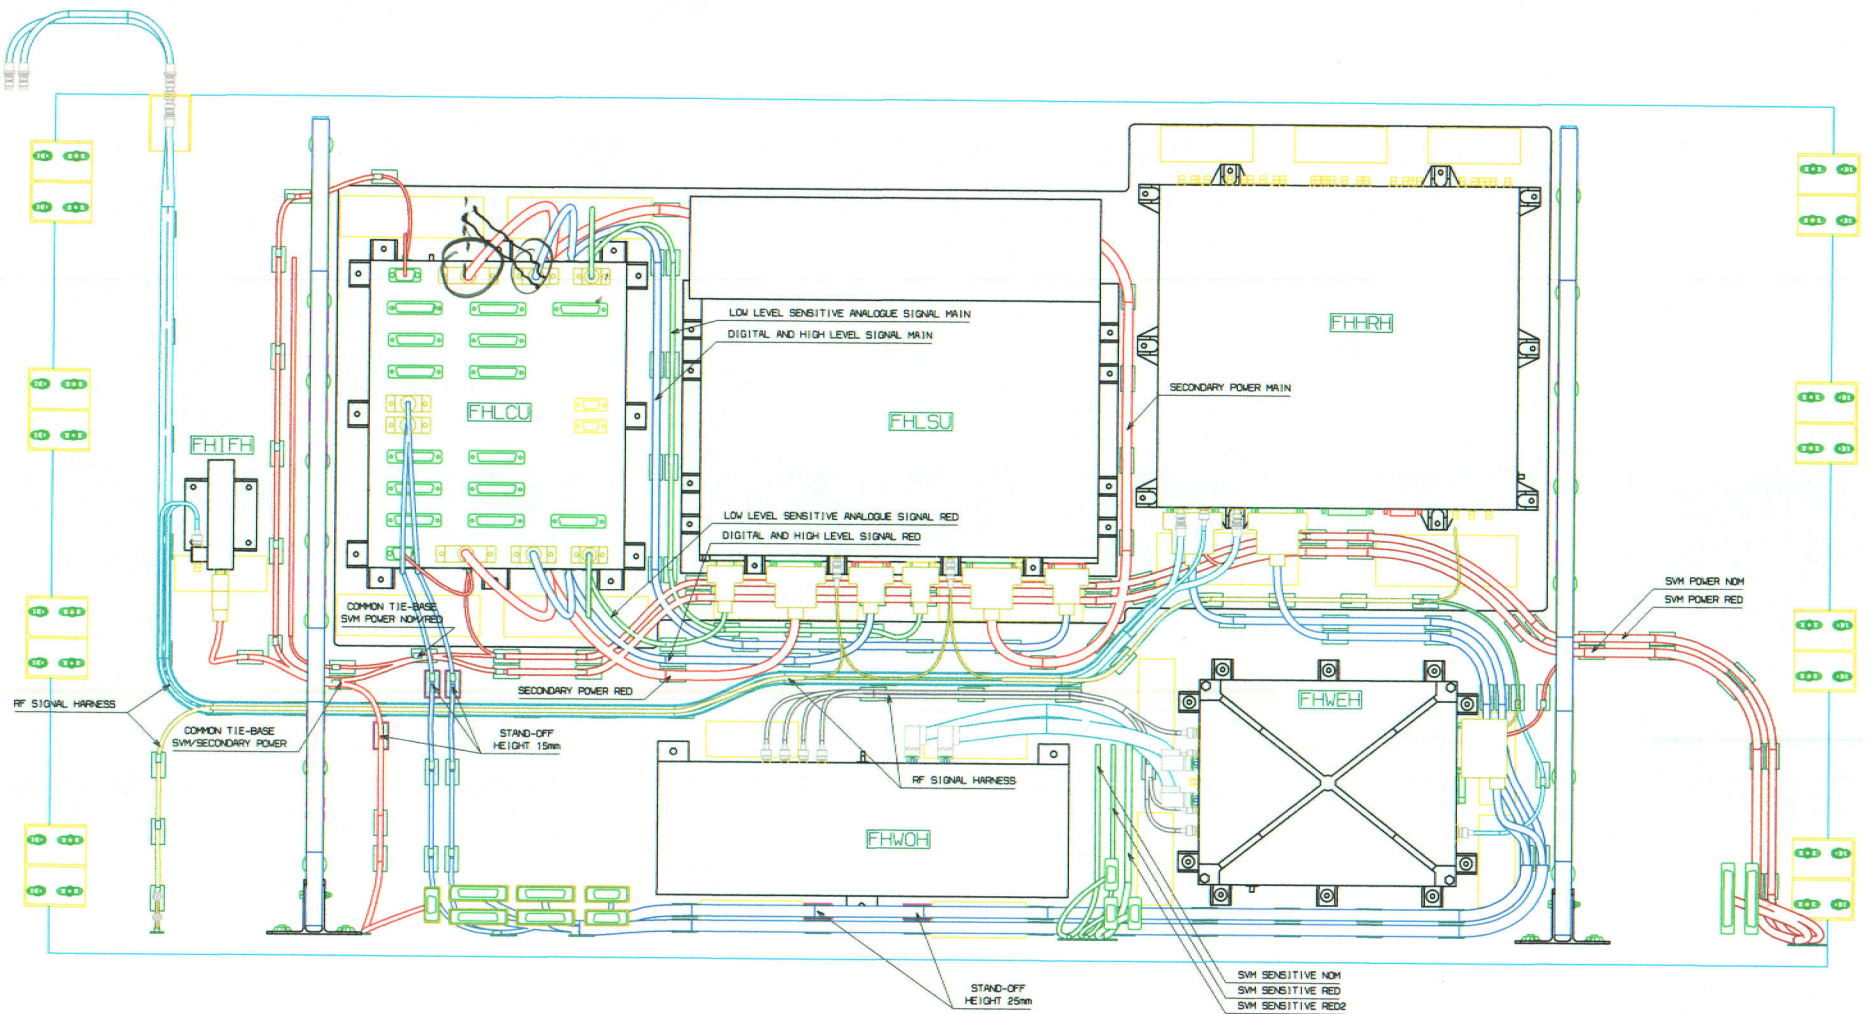 LOW LEVEL SENSITIVE ANALOGUE SIGNAL MAIN
DIGITAL AND HIGH LEVEL SIGNAL MAIN
FHHRH
SECONDARY POWER MAIN
FHLCU
FHLSU
FHIFH
LOW LEVEL SENSITIVE ANALOGUE SIGNAL RED
DIGITAL AND HIGH LEVEL SIGNAL RED
SVM POWER NOM
SVM POWER RED
COMMON TIE-BASE
SVM POWER NOM/RED
SECONDARY POWER RED
RF SIGNAL HARNESS
COMMON TIE-BASE
SVM/SECONDARY POWER
STAND-OFF
HEIGHT 15mm
FHWEH
RF SIGNAL HARNESS
FHWOH
SVM SENSITIVE NOM
SVM SENSITIVE RED
SVM SENSITIVE RED2
STAND-OFF
HEIGHT 25mm